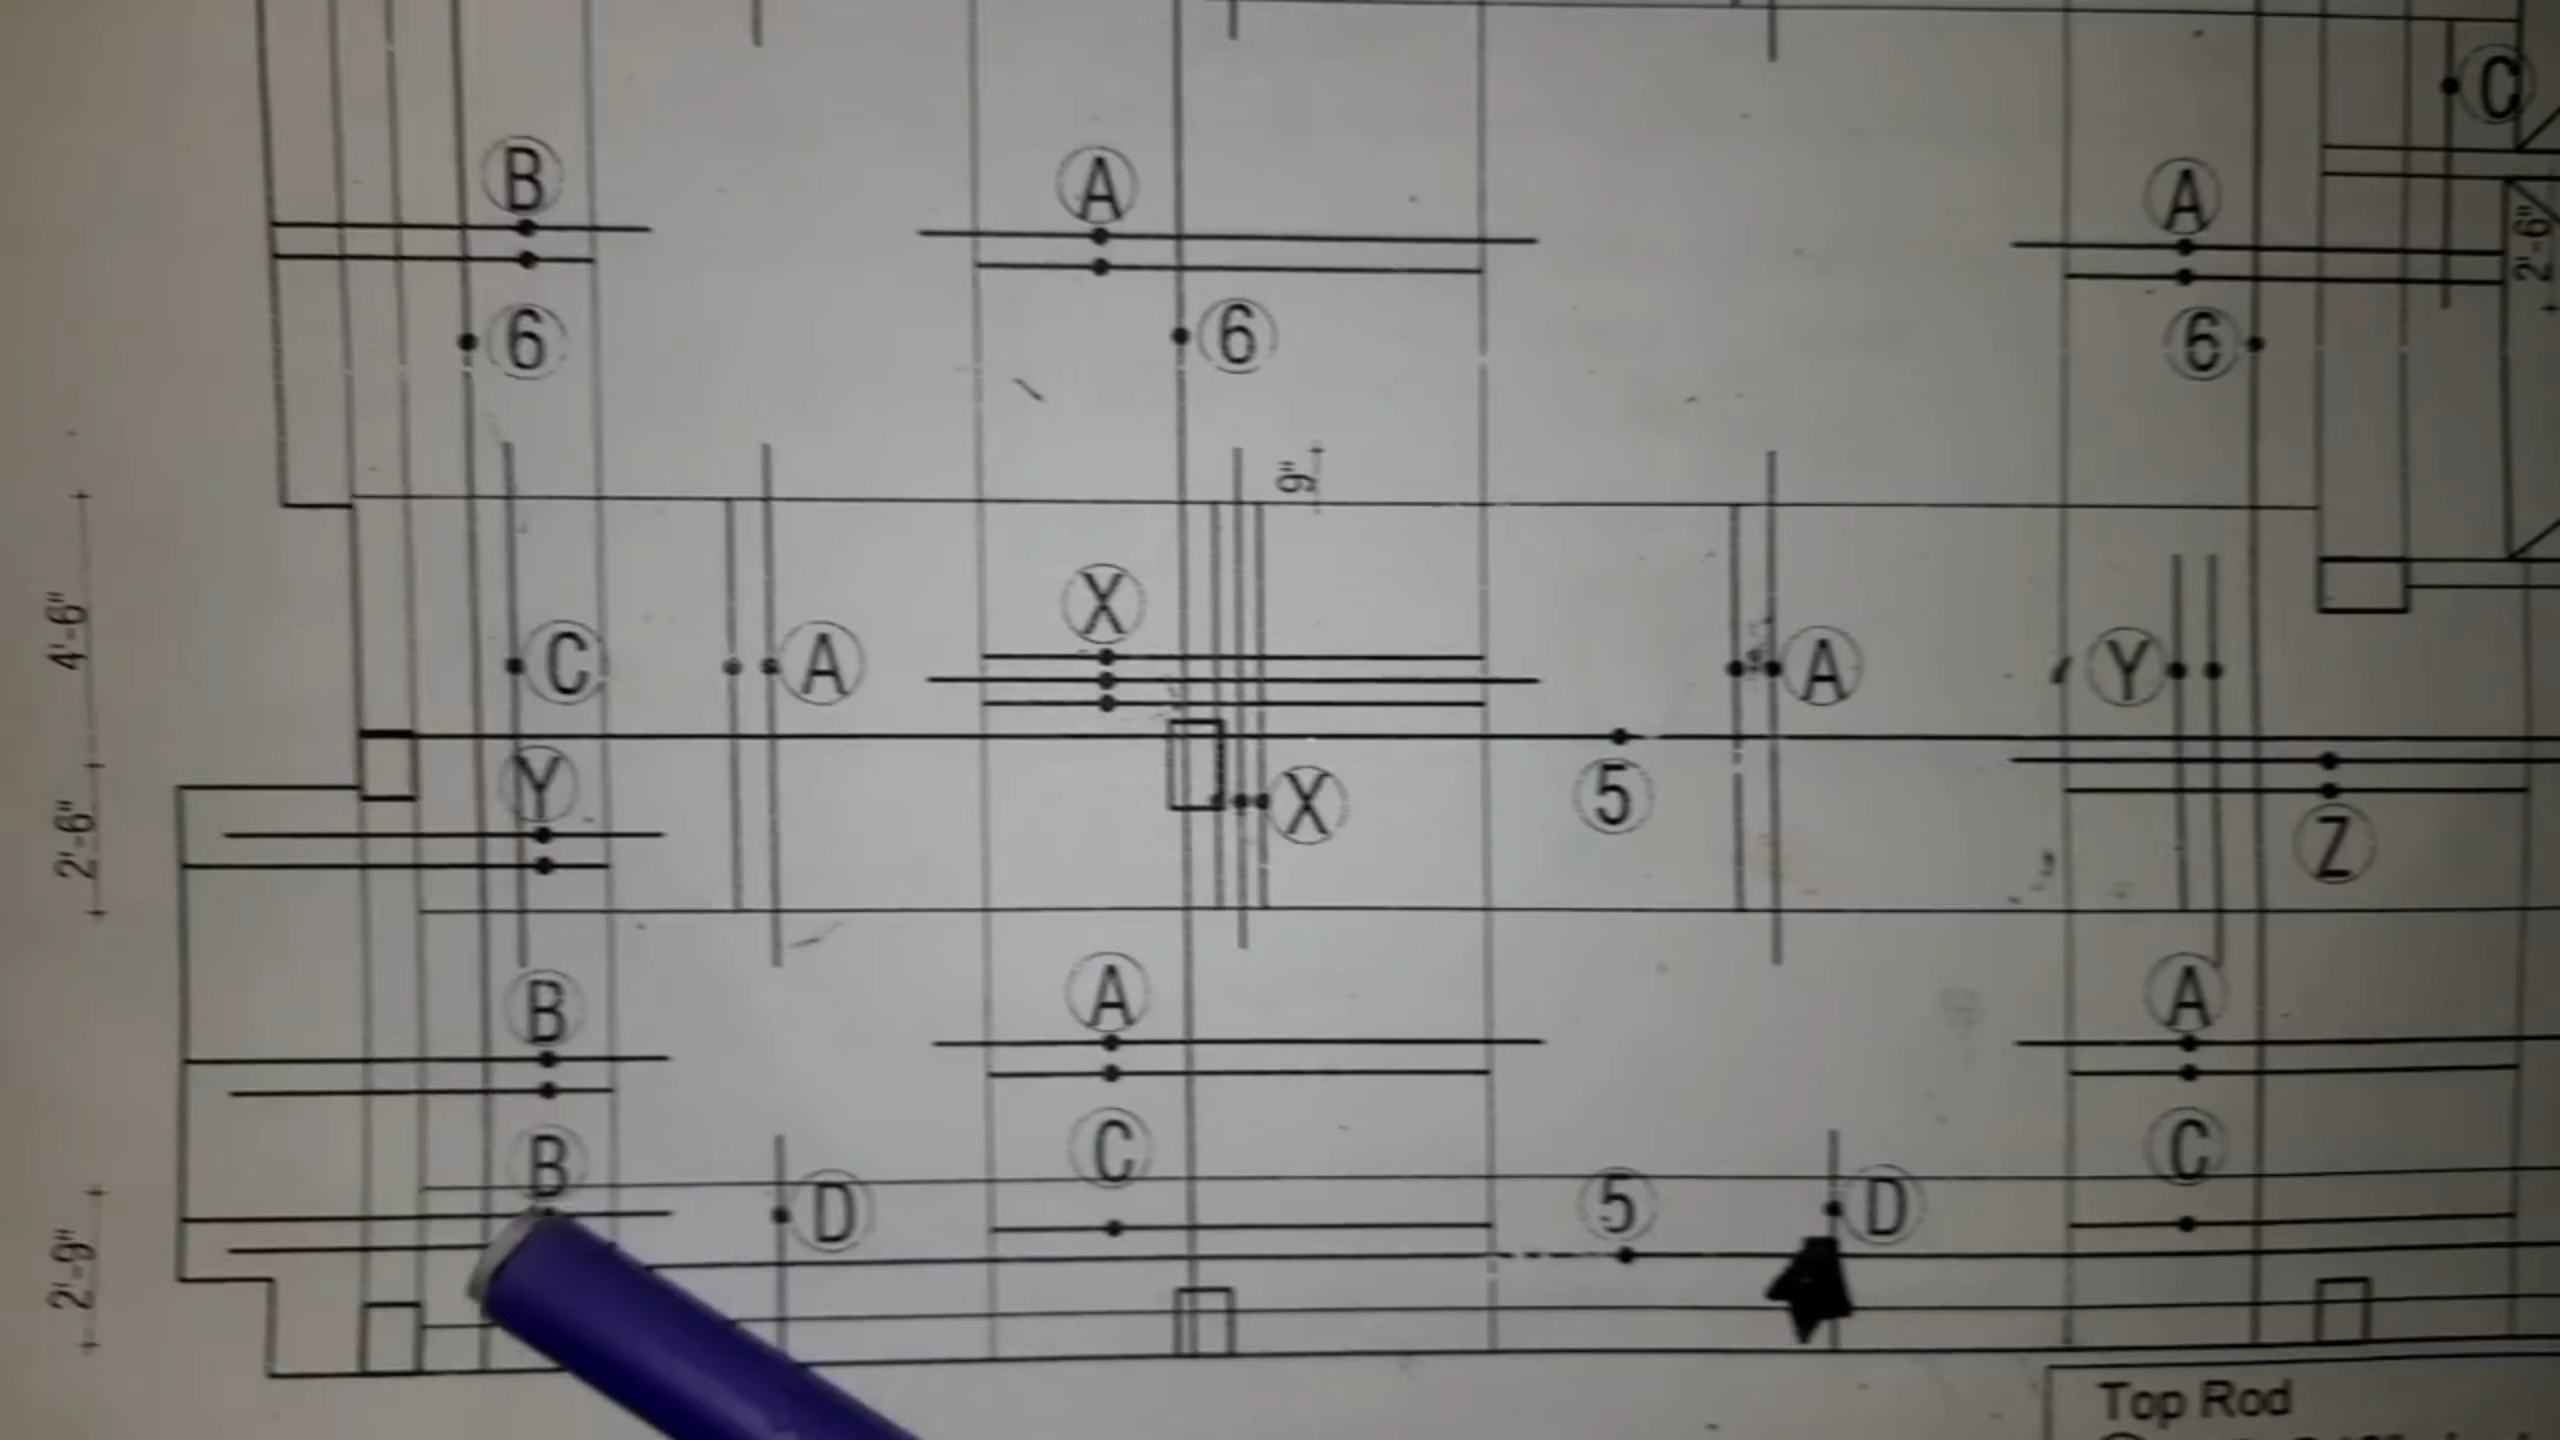 C
B A A
2'-6"
6 6 6
9"
4'-6"
X
C A A Y
2'-6"
Y X 5 Z
B A A
B C C
2'-9"
D 5 D
Top Rod